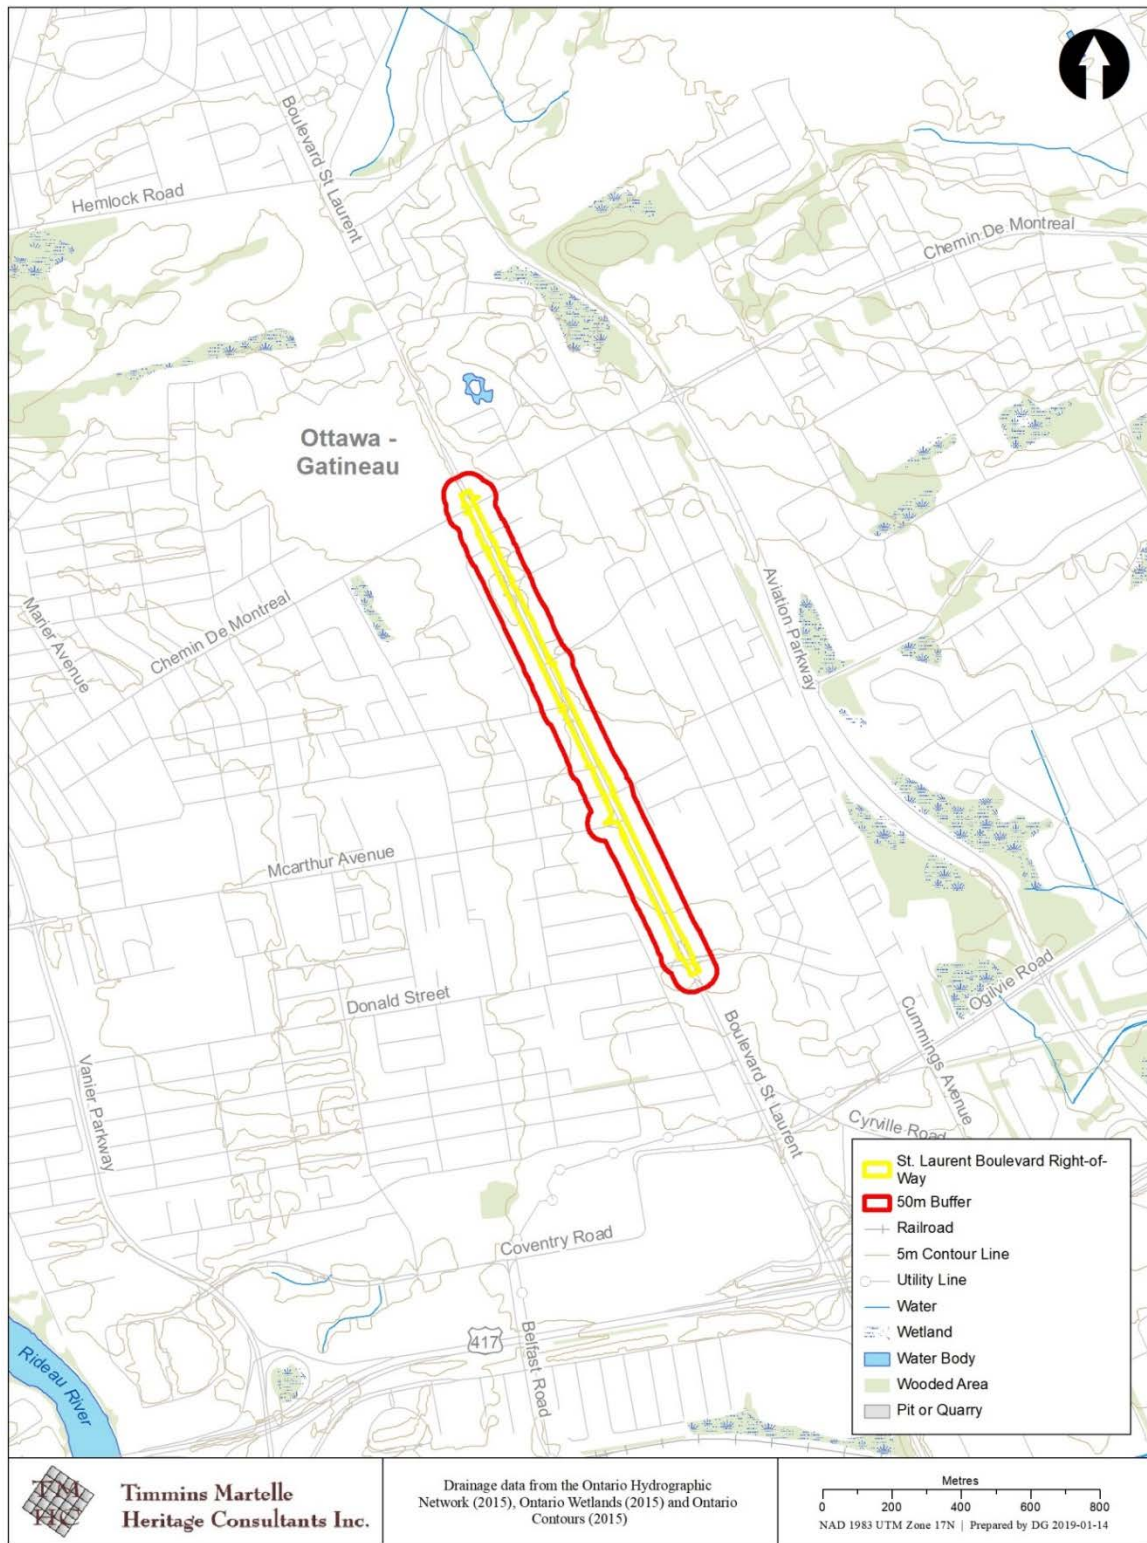 Boulevard St Laurent
Hemlock Road
Chemin De Montreal
Ottawa -
Gatineau
Marier Avenue
Chemin De Montreal
Aviation Parkway
Mcarthur Avenue
Donald Street
Vanier Parkway
Boulevard St Laurent
Cummings Avenue
Ogilvie Road
Cyrville Road
Coventry Road
Belfast Road
417
Rideau River
St. Laurent Boulevard Right-of-
Way
50m Buffer
Railroad
5m Contour Line
Utility Line
Water
Wetland
Water Body
Wooded Area
Pit or Quarry
TM
HC
Timmins Martelle
Heritage Consultants Inc.
Drainage data from the Ontario Hydrographic
Network (2015), Ontario Wetlands (2015) and Ontario
Contours (2015)
Metres
0 200 400 600 800
NAD 1983 UTM Zone 17N | Prepared by DG 2019-01-14